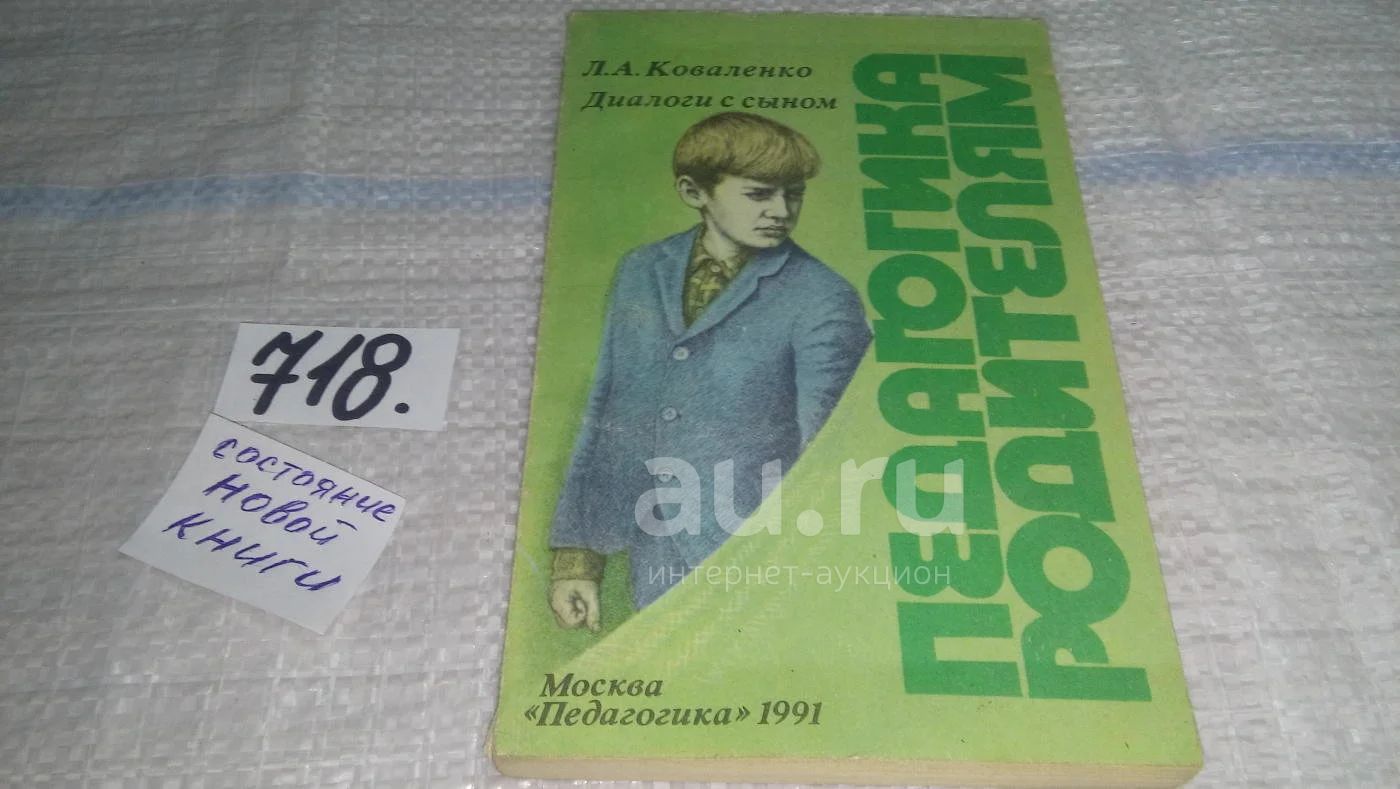 Л.А. Коваленко
Диалоги с сыном
ПЕДАГОГИКА
РОДИТЕЛЯМ
718.
состояние
новой
книги
au.ru
интернет-аукцион
Москва
«Педагогика» 1991